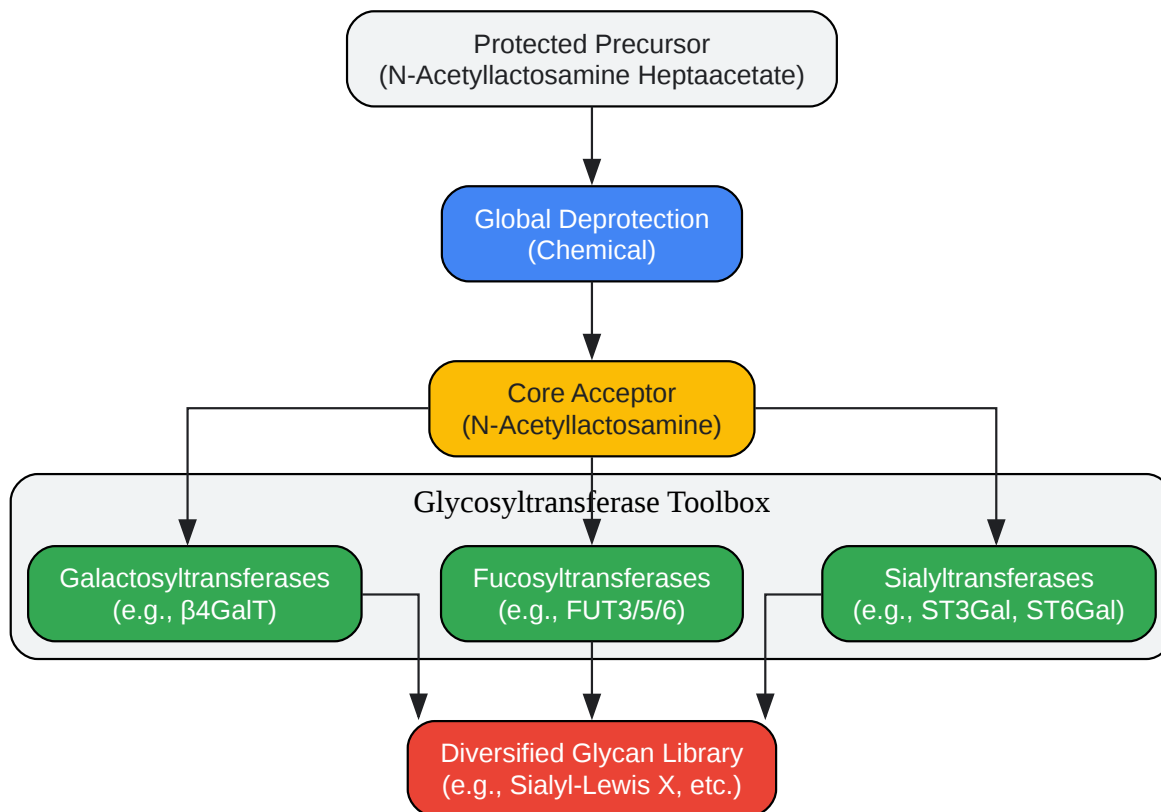 Protected Precursor
(N-Acetyllactosamine Heptaacetate)
Global Deprotection
(Chemical)
Core Acceptor
(N-Acetyllactosamine)
Glycosyltransferase Toolbox
Galactosyltransferases
(e.g., β4GalT)
Fucosyltransferases
(e.g., FUT3/5/6)
Sialyltransferases
(e.g., ST3Gal, ST6Gal)
Diversified Glycan Library
(e.g., Sialyl-Lewis X, etc.)